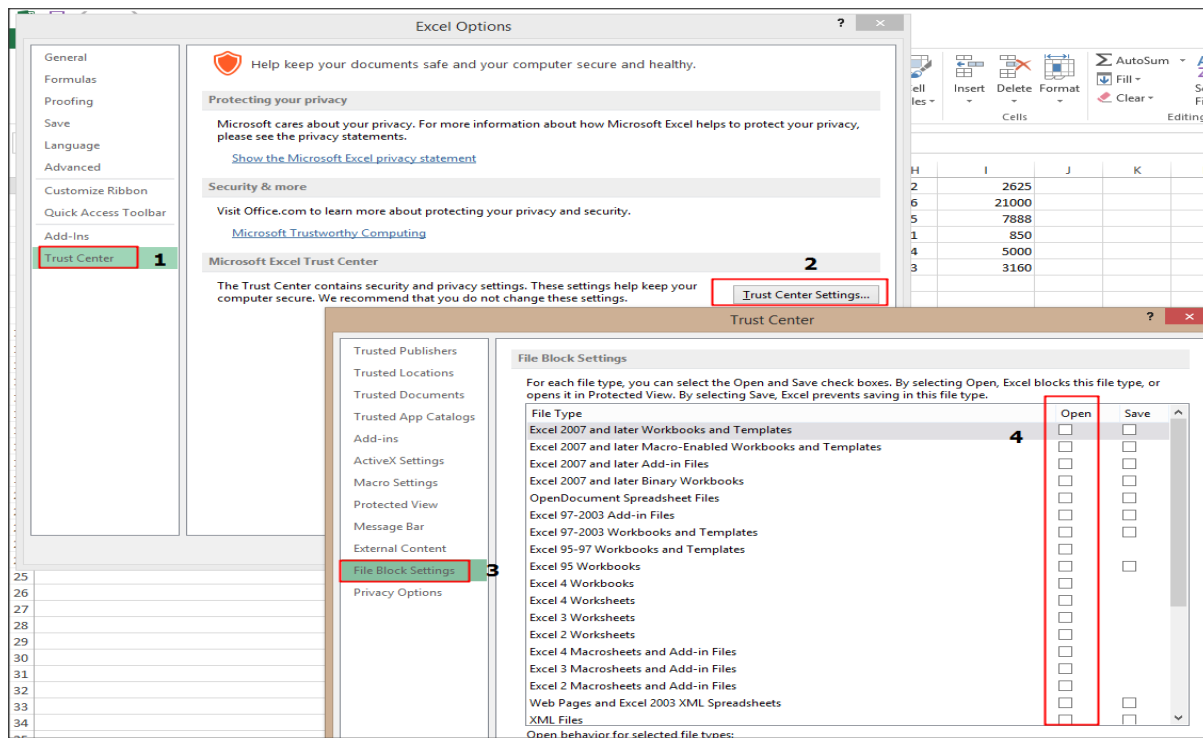 Excel Options
?
General
Formulas
Proofing
Save
Language
Advanced
Customize Ribbon
Quick Access Toolbar
Add-Ins
Trust Center 1
Help keep your documents safe and your computer secure and healthy.
Protecting your privacy
Microsoft cares about your privacy. For more information about how Microsoft Excel helps to protect your privacy,
please see the privacy statements.
Show the Microsoft Excel privacy statement
Security & more
Visit Office.com to learn more about protecting your privacy and security.
Microsoft Trustworthy Computing
Microsoft Excel Trust Center
2
The Trust Center contains security and privacy settings. These settings help keep your
computer secure. We recommend that you do not change these settings.
Trust Center Settings...
Insert Delete Format
Cells
AutoSum
Fill
Clear
Editing
H I J K
2 2625
6 21000
5 7888
1 850
4 5000
3 3160
Trust Center
?
Trusted Publishers
Trusted Locations
Trusted Documents
Trusted App Catalogs
Add-ins
ActiveX Settings
Macro Settings
Protected View
Message Bar
External Content
File Block Settings 3
Privacy Options
File Block Settings
For each file type, you can select the Open and Save check boxes. By selecting Open, Excel blocks this file type, or
opens it in Protected View. By selecting Save, Excel prevents saving in this file type.
File Type Open Save
4
Excel 2007 and later Workbooks and Templates
Excel 2007 and later Macro-Enabled Workbooks and Templates
Excel 2007 and later Add-in Files
Excel 2007 and later Binary Workbooks
OpenDocument Spreadsheet Files
Excel 97-2003 Add-in Files
Excel 97-2003 Workbooks and Templates
Excel 95-97 Workbooks and Templates
Excel 95 Workbooks
Excel 4 Workbooks
Excel 4 Worksheets
Excel 3 Worksheets
Excel 2 Worksheets
Excel 4 Macrosheets and Add-in Files
Excel 3 Macrosheets and Add-in Files
Excel 2 Macrosheets and Add-in Files
Web Pages and Excel 2003 XML Spreadsheets
XML Files
Open behavior for selected file types:
25
26
27
28
29
30
31
32
33
34